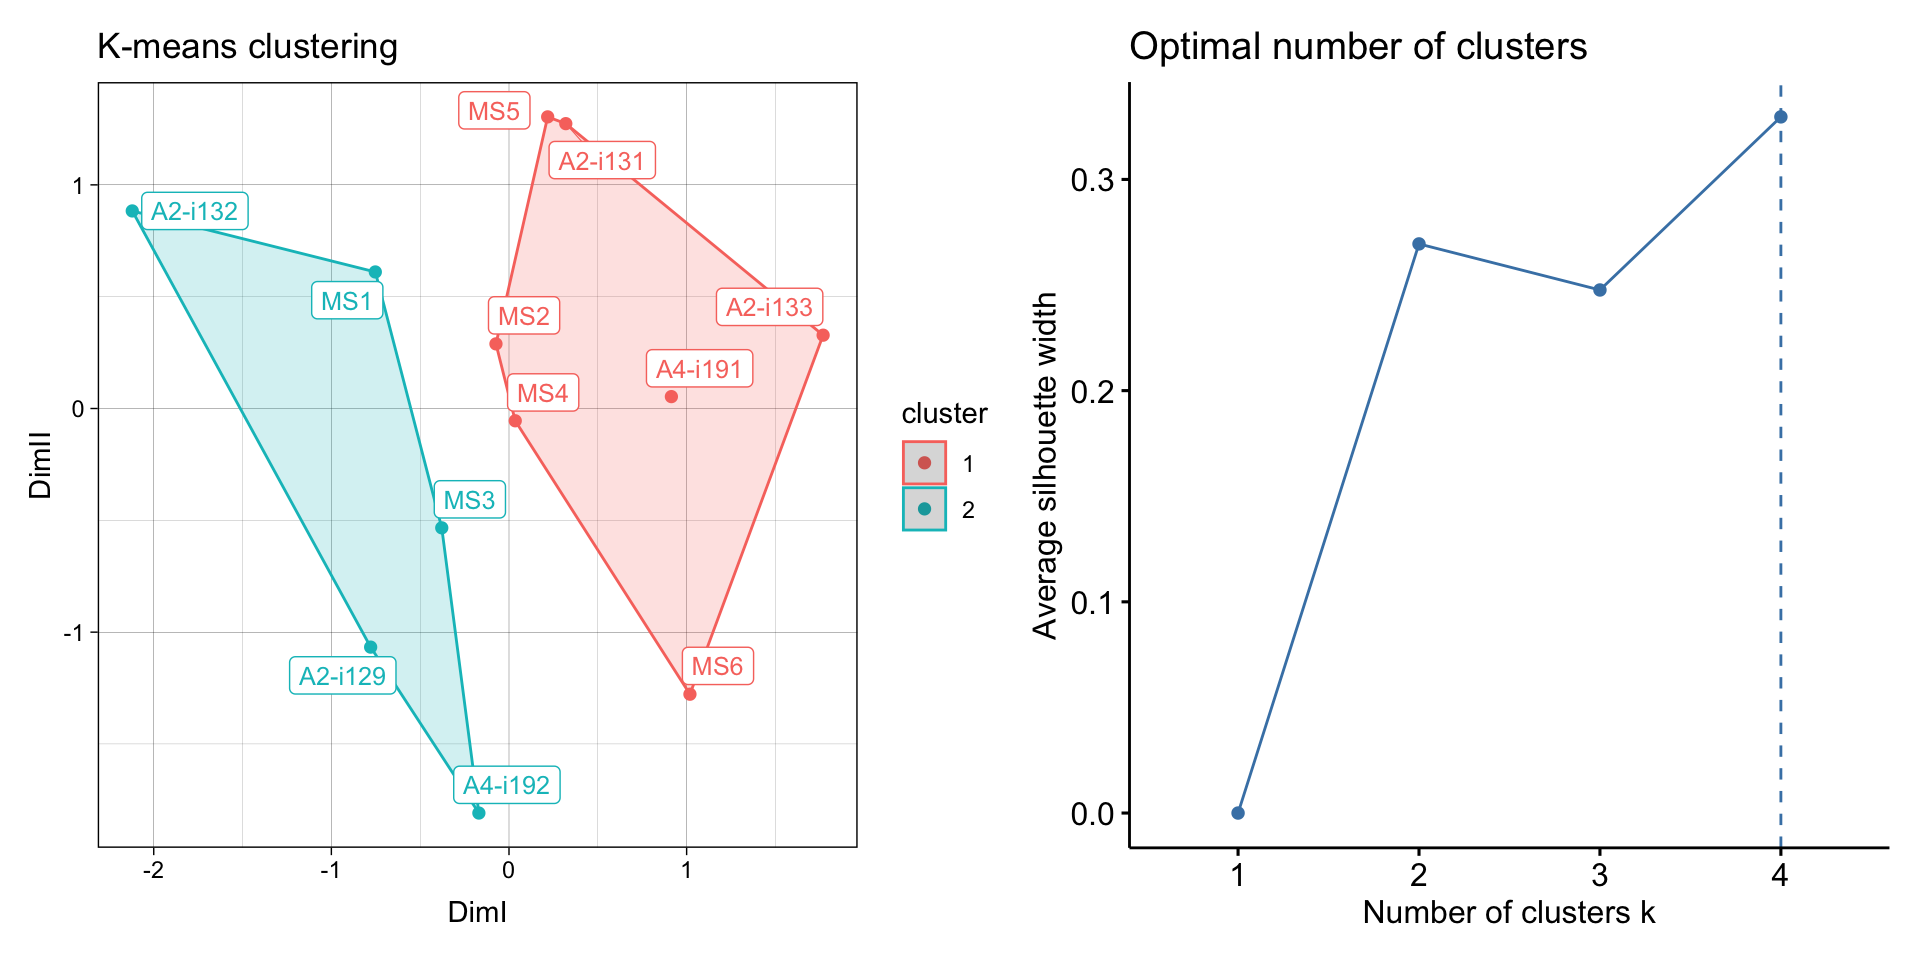 K-means clustering
MS5
A2-i131
A2-i132
MS1
MS2
A2-i133
A4-i191
MS4
MS3
A2-i129
MS6
A4-i192
1
0
-1
-2
-1
0
1
DimII
DimI
cluster
1
2
Optimal number of clusters
0.3
0.2
0.1
0.0
Average silhouette width
1
2
3
4
Number of clusters k